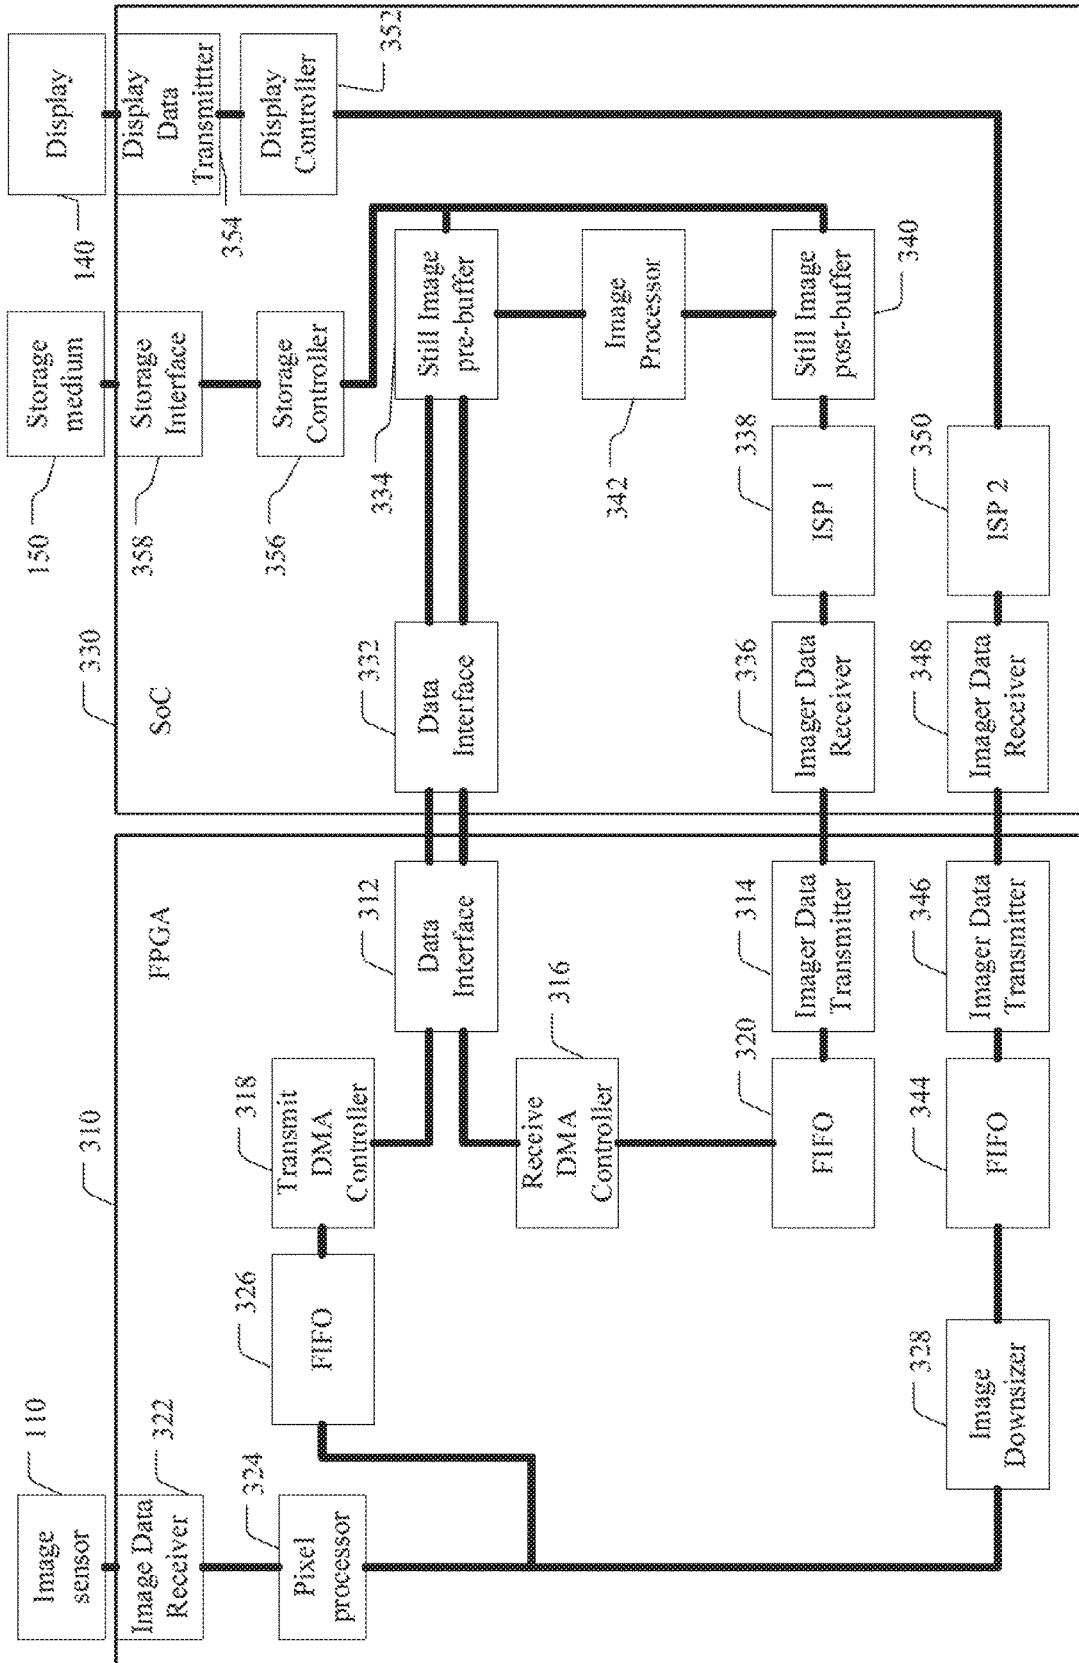 Image
sensor
110
Image Data
Receiver
322
Pixel
processor
324
310
FPGA
FIFO
326
Transmit
DMA
Controller
318
Data
Interface
312
Receive
DMA
Controller
316
FIFO
320
Imager Data
Transmitter
314
Image
Downsizer
328
FIFO
344
Imager Data
Transmitter
346
330
SoC
Storage
medium
150
Storage
Interface
358
Storage
Controller
356
Display
140
Display
Data
Transmittter
354
Display
Controller
352
Data
Interface
332
Still Image
pre-buffer
334
Image
Processor
342
Imager Data
Receiver
336
ISP 1
338
Still Image
post-buffer
340
Imager Data
Receiver
348
ISP 2
350